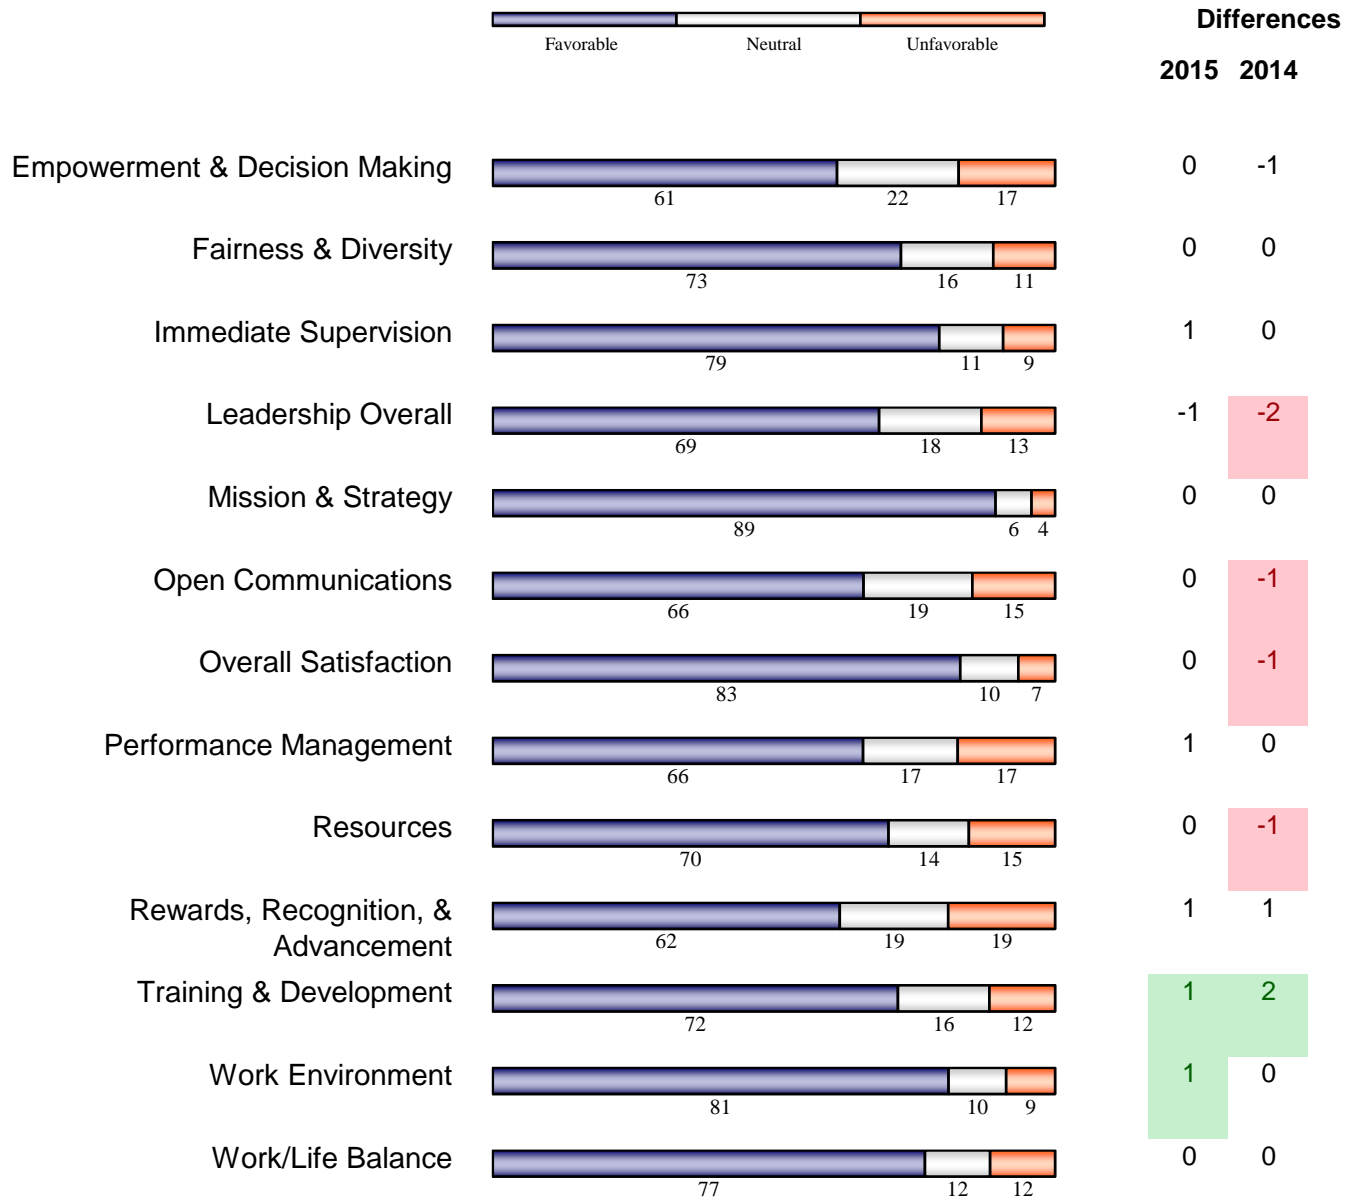 Differences
Favorable Neutral Unfavorable
2015 2014
Empowerment & Decision Making 0 -1
61 22 17
Fairness & Diversity 0 0
73 16 11
Immediate Supervision 1 0
79 11 9
Leadership Overall -1 -2
69 18 13
Mission & Strategy 0 0
89 6 4
Open Communications 0 -1
66 19 15
Overall Satisfaction 0 -1
83 10 7
Performance Management 1 0
66 17 17
Resources 0 -1
70 14 15
Rewards, Recognition, & 1 1
Advancement 62 19 19
Training & Development 1 2
72 16 12
Work Environment 1 0
81 10 9
Work/Life Balance 0 0
77 12 12